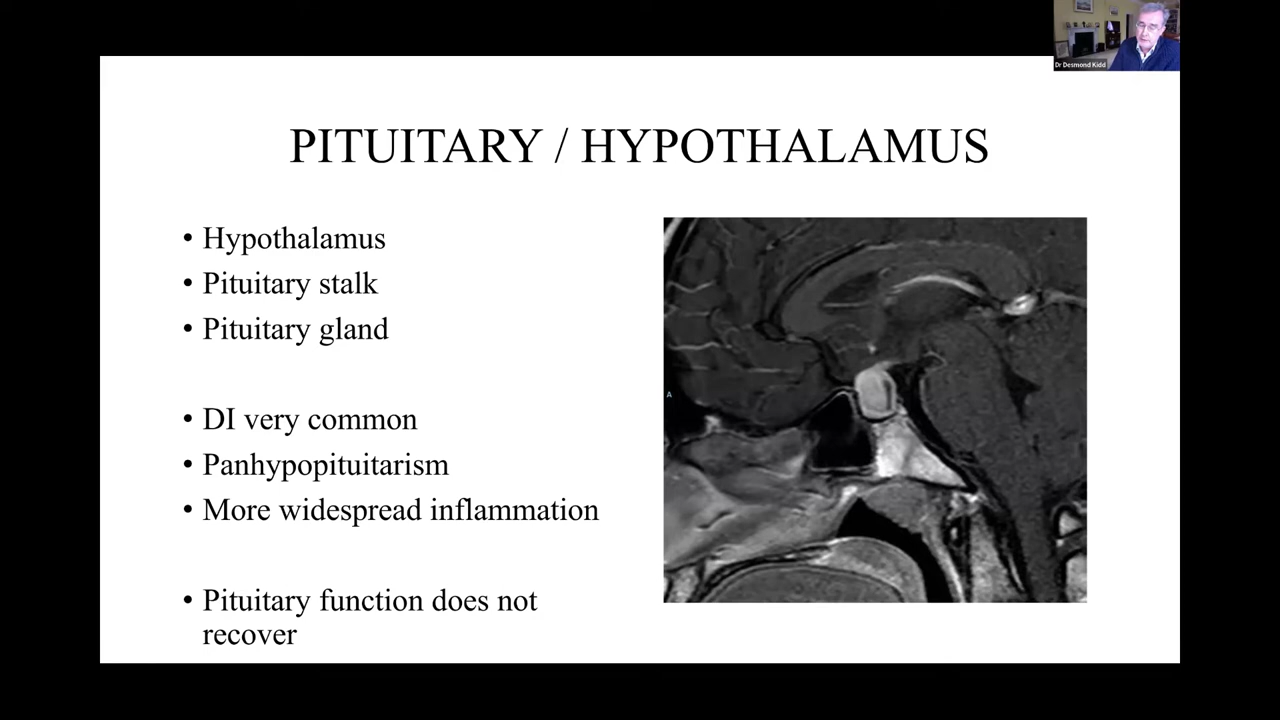 Dr Desmond Kidd
PITUITARY / HYPOTHALAMUS
• Hypothalamus
• Pituitary stalk
• Pituitary gland
• DI very common
• Panhypopituitarism
• More widespread inflammation
• Pituitary function does not
recover
A